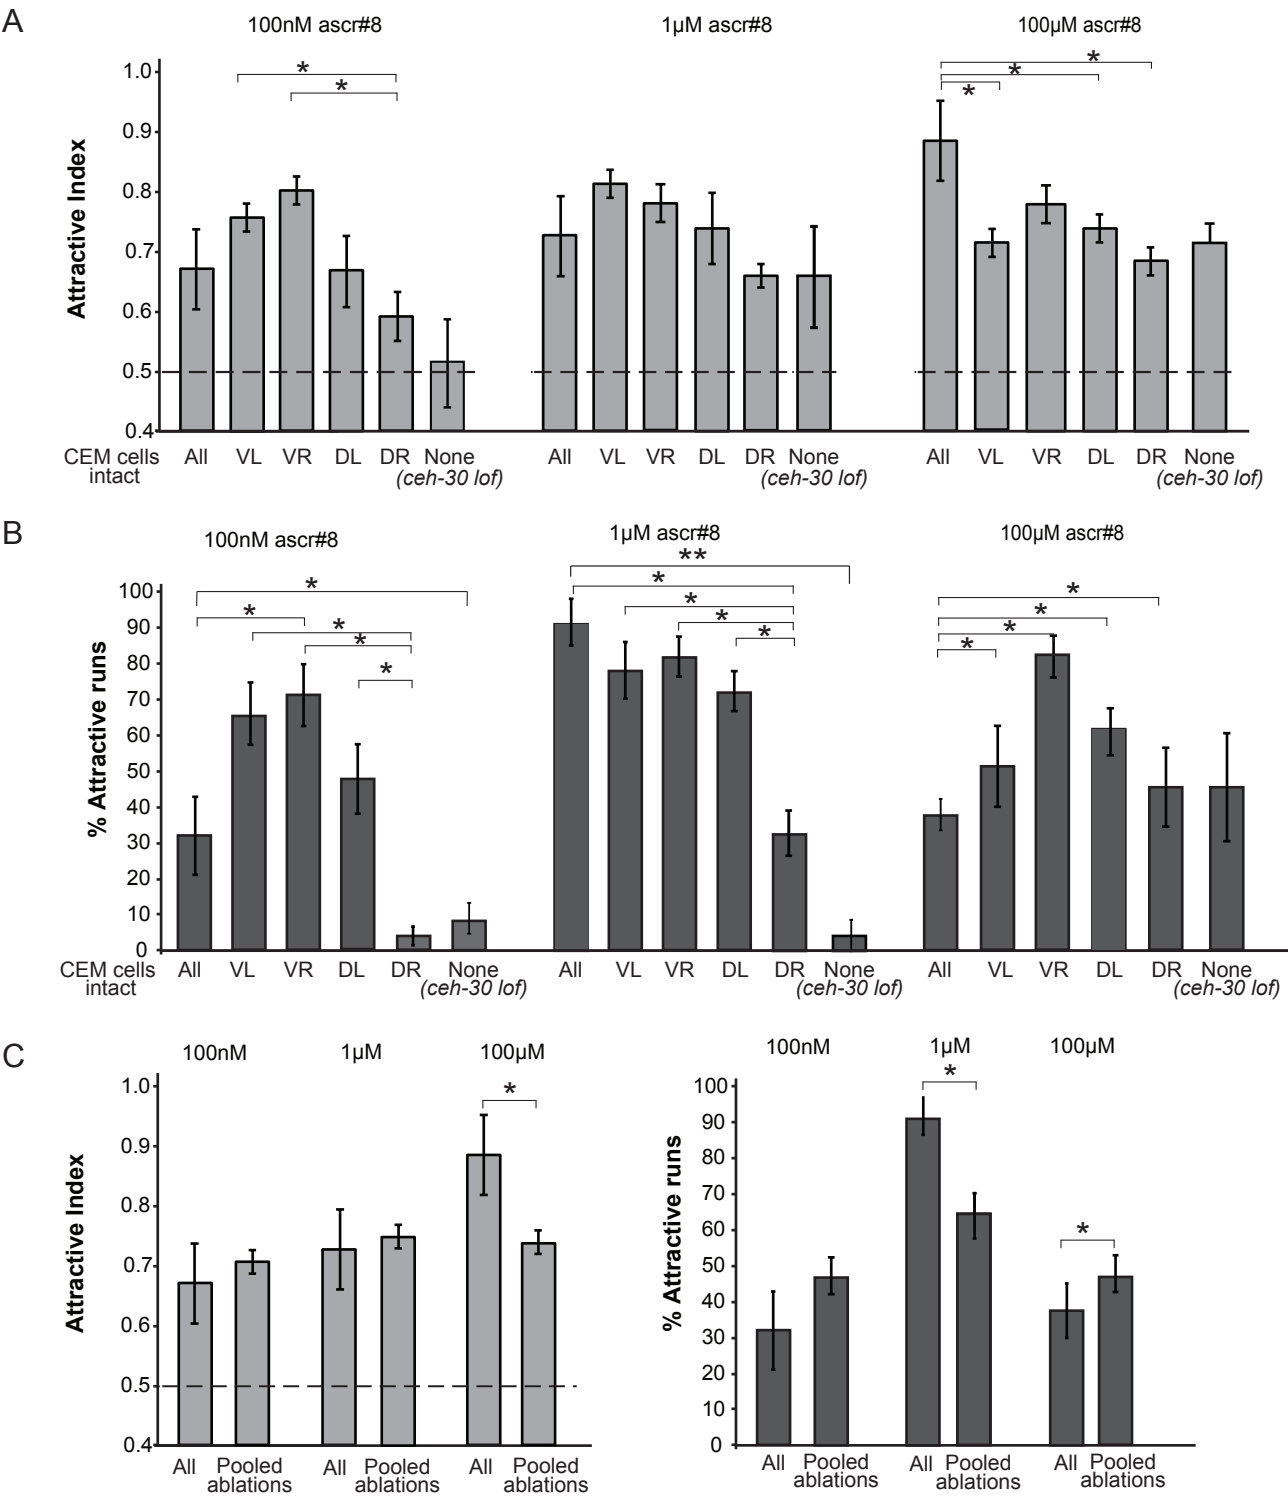 A
100nM ascr#8
1µM ascr#8
100µM ascr#8
* * * * *
Attractive Index
1.0
0.9
0.8
0.7
0.6
0.5
0.4
CEM cells intact
All VL VR DL DR None (ceh-30 lof)
All VL VR DL DR None (ceh-30 lof)
All VL VR DL DR None (ceh-30 lof)
B
100nM ascr#8
1µM ascr#8
100µM ascr#8
* * * * *
** * * * *
* * * *
% Attractive runs
100
90
80
70
60
50
40
30
20
10
0
CEM cells intact
All VL VR DL DR None (ceh-30 lof)
All VL VR DL DR None (ceh-30 lof)
All VL VR DL DR None (ceh-30 lof)
C
100nM 1µM 100µM
*
Attractive Index
1.0
0.9
0.8
0.7
0.6
0.5
0.4
All Pooled ablations
All Pooled ablations
All Pooled ablations
100nM 1µM 100µM
* *
% Attractive runs
100
90
80
70
60
50
40
30
20
10
0
All Pooled ablations
All Pooled ablations
All Pooled ablations